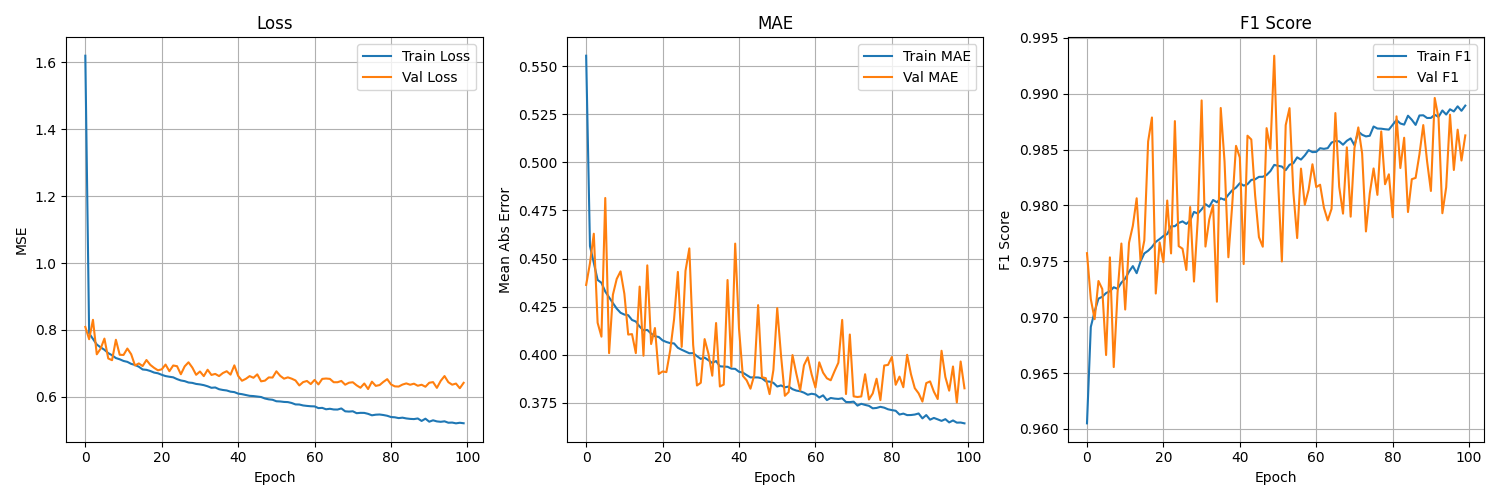 Loss
MSE
1.6
1.4
1.2
1.0
0.8
0.6
0
20
40
60
80
100
Epoch
Train Loss
Val Loss
MAE
Mean Abs Error
0.550
0.525
0.500
0.475
0.450
0.425
0.400
0.375
0
20
40
60
80
100
Epoch
Train MAE
Val MAE
F1 Score
F1 Score
0.995
0.990
0.985
0.980
0.975
0.970
0.965
0.960
0
20
40
60
80
100
Epoch
Train F1
Val F1